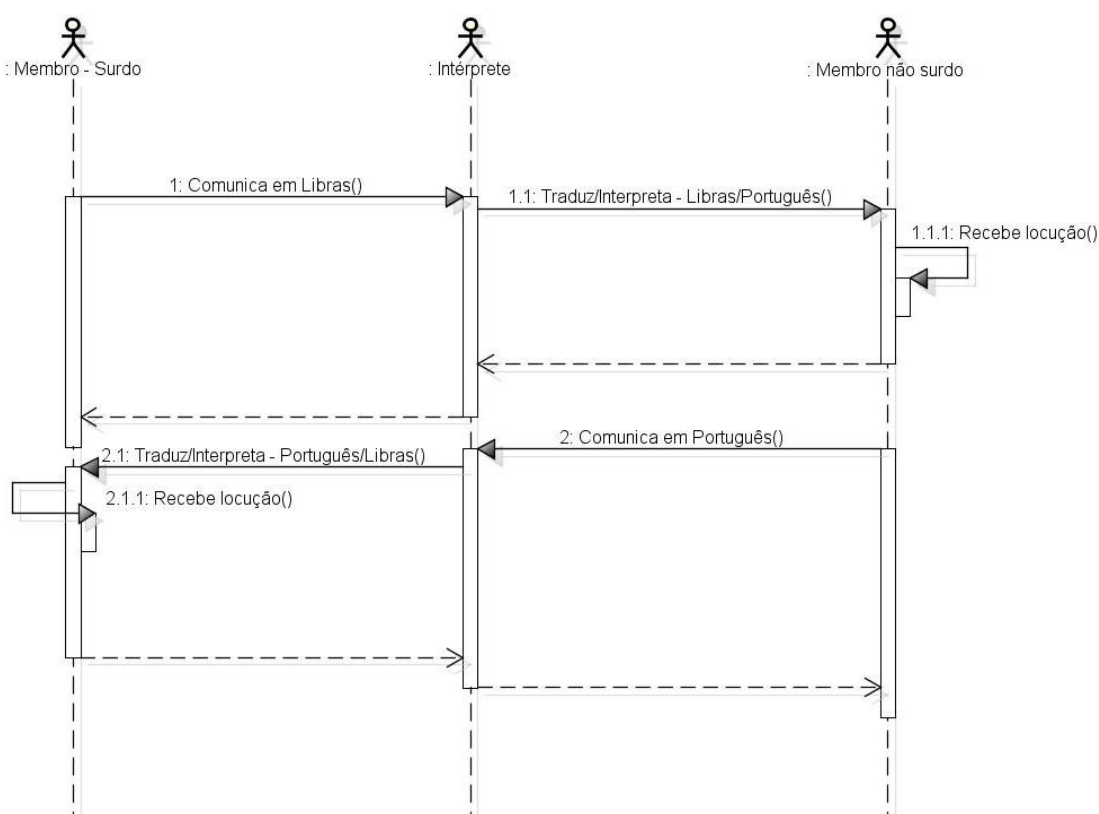 : Membro - Surdo
: Intérprete
: Membro não surdo
1: Comunica em Libras()
1.1: Traduz/Interpreta - Libras/Português()
1.1.1: Recebe locução()
2: Comunica em Português()
2.1: Traduz/Interpreta - Português/Libras()
2.1.1: Recebe locução()